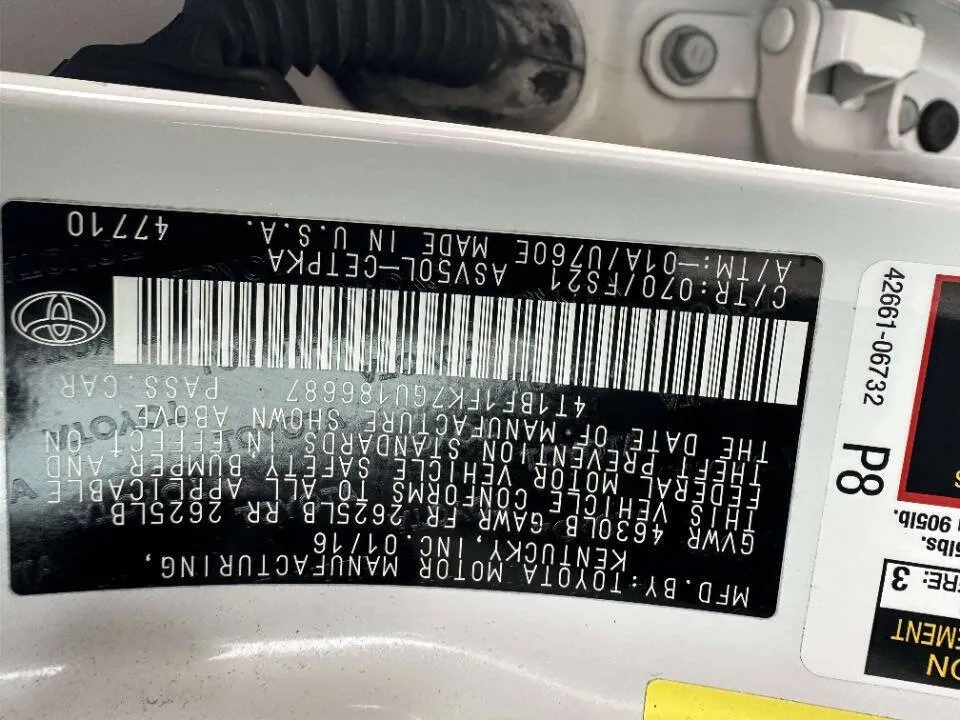 MFD. BY: TOYOTA MOTOR MANUFACTURING,
KENTUCKY, INC. 01/16
GVWR 4630LB GAWR FR 2625LB RR 2625LB
THIS VEHICLE CONFORMS TO ALL APPLICABLE
FEDERAL MOTOR VEHICLE SAFETY BUMPER AND
THEFT PREVENTION STANDARDS IN EFFECT ON
THE DATE OF MANUFACTURE SHOWN ABOVE
4T1BF1FK7GU186687 PASS CAR
C/TR:070/FS21 ASV50L-CETPKA
A/TM:-01A/U760E MADE IN U.S.A.
47710
42661-06732
P8
905lb.